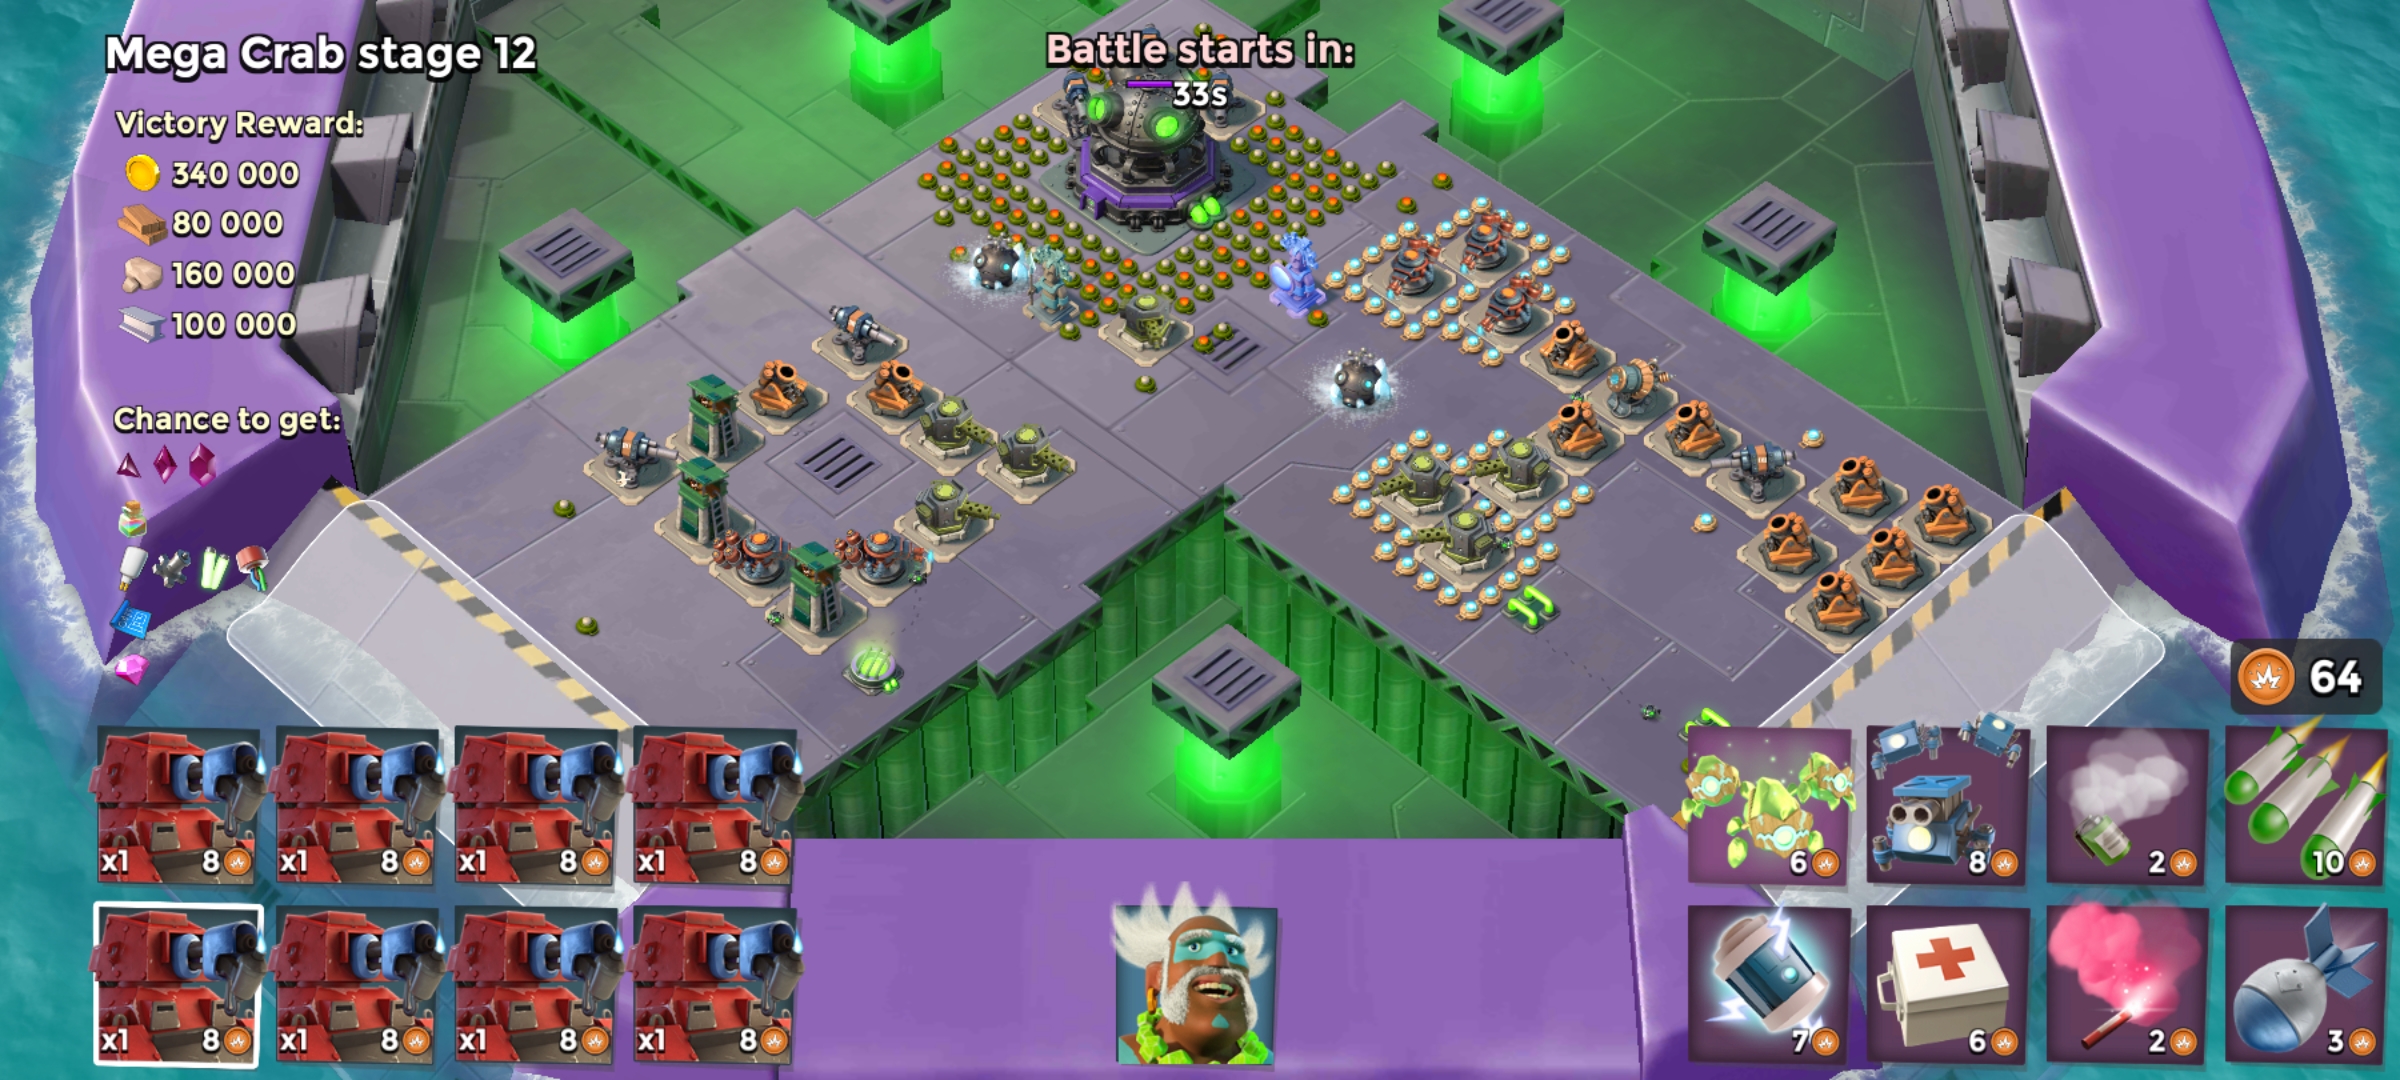 Mega Crab stage 12
Battle starts in:
33s
Victory Reward:
340 000
80 000
160 000
100 000
Chance to get:
64
x1 8
x1 8
x1 8
x1 8
6
8
2
10
x1 8
x1 8
x1 8
x1 8
7
6
2
3